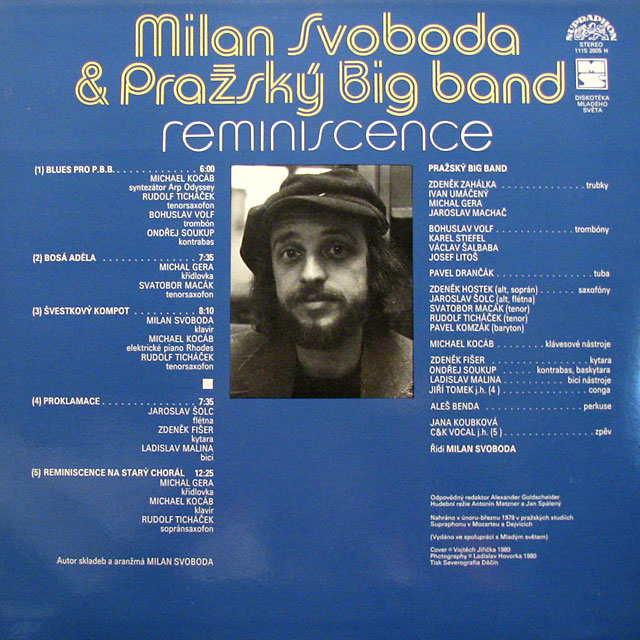 Milan Svoboda
& Pražský Big band
reminiscence
SUPRAPHON
STEREO
1115 2605 H
DISKOTÉKA
MLADÉHO
SVĚTA
(1) BLUES PRO P.B.B. . . . . . . . . . . . . . . 6:00
MICHAEL KOCÁB
syntezátor Arp Odyssey
RUDOLF TICHÁČEK
tenorsaxofon
BOHUSLAV VOLF
trombón
ONDŘEJ SOUKUP
kontrabas
(2) BOSÁ ADÉLA . . . . . . . . . . . . . . . 7:35
MICHAL GERA
křídlovka
SVATOBOR MACÁK
tenorsaxofon
(3) ŠVESTKOVÝ KOMPOT . . . . . . . . . . 8:10
MILAN SVOBODA
klavír
MICHAEL KOCÁB
elektrické piano Rhodes
RUDOLF TICHÁČEK
tenorsaxofon
(4) PROKLAMACE . . . . . . . . . . . . . . . 7:35
JAROSLAV ŠOLC
flétna
ZDENĚK FIŠER
kytara
LADISLAV MALINA
bicí
(5) REMINISCENCE NA STARÝ CHORÁL 12:25
MICHAL GERA
křídlovka
MICHAEL KOCÁB
klavír
RUDOLF TICHÁČEK
sopránsaxofon
Autor skladeb a aranžmá MILAN SVOBODA
PRAŽSKÝ BIG BAND
ZDENĚK ZAHÁLKA . . . . . . . . . . . . . . . trubky
IVAN UMÁČENÝ
MICHAL GERA
JAROSLAV MACHAČ
BOHUSLAV VOLF . . . . . . . . . . . . . . . trombóny
KAREL STIEFEL
VÁCLAV ŠALBABA
JOSEF LITOŠ
PAVEL DRANČÁK . . . . . . . . . . . . . . . tuba
ZDENĚK HOSTEK (alt, soprán) . . . . . . . . saxofóny
JAROSLAV ŠOLC (alt, flétna)
SVATOBOR MACÁK (tenor)
RUDOLF TICHÁČEK (tenor)
PAVEL KOMZÁK (baryton)
MICHAEL KOCÁB . . . . . . . . klávesové nástroje
ZDENĚK FIŠER . . . . . . . . . . . . . . . kytara
ONDŘEJ SOUKUP . . . . . . . kontrabas, baskytara
LADISLAV MALINA . . . . . . . . . . . bicí nástroje
JIŘÍ TOMEK j.h. (4 ) . . . . . . . . . . . . . . . conga
ALEŠ BENDA . . . . . . . . . . . . . . . perkuse
JANA KOUBKOVÁ
C&K VOCAL j.h. (5 ) . . . . . . . . . . . . . . . zpěv
Řídí MILAN SVOBODA
Odpovědný redaktor Alexander Goldscheider
Hudební režie Antonín Matzner a Jan Spálený
Nahráno v únoru-březnu 1979 v pražských studiích
Supraphonu v Mozarteu a Dejvicích
(Vydáno ve spolupráci s Mladým světem)
Cover © Vojtěch Jiřička 1980
Photography © Ladislav Hovorka 1980
Tisk Severografia Děčín